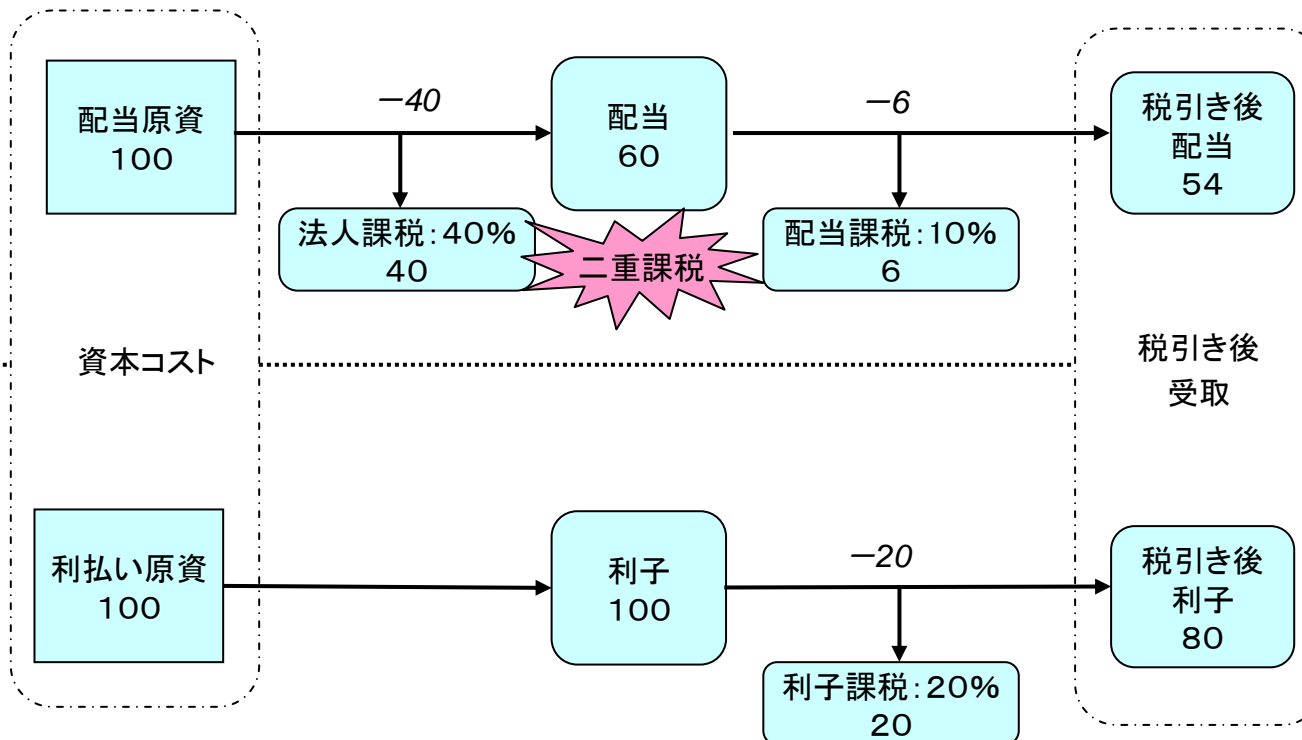 配当原資
100
－40
配当
60
－6
税引き後
配当
54
法人課税：40%
40
二重課税
配当課税：10%
6
資本コスト
税引き後
受取
利払い原資
100
利子
100
－20
税引き後
利子
80
利子課税：20%
20